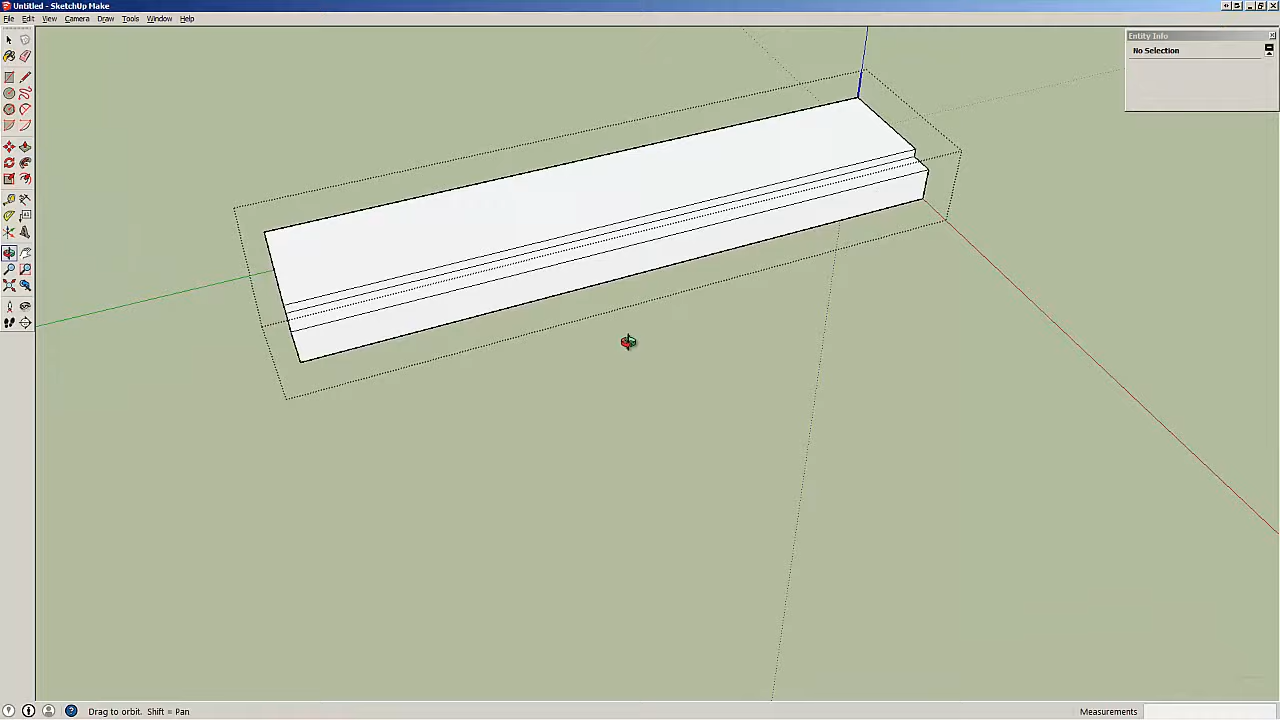 Untitled - SketchUp Make
File Edit View Camera Draw Tools Window Help
Entity Info
No Selection
Drag to orbit. Shift = Pan
Measurements